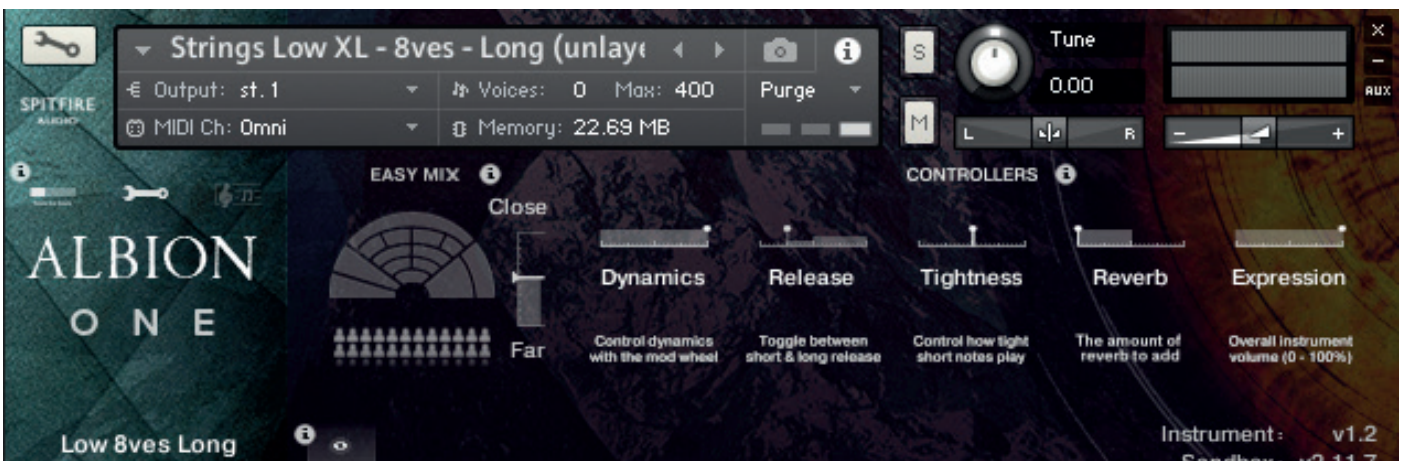 Strings Low XL - 8ves - Long (unlaye
S
Tune
0.00
AUX
SPITFIRE
AUDIO
Output: st. 1
Voices: 0 Max: 400
Purge
MIDI Ch: Omni
Memory: 22.69 MB
M
L
R
-
+
EASY MIX
CONTROLLERS
Close
ALBION
ONE
Dynamics
Release
Tightness
Reverb
Expression
Far
Control dynamics
with the mod wheel
Toggle between
short & long release
Control how tight
short notes play
The amount of
reverb to add
Overall instrument
volume (0 - 100%)
Low 8ves Long
Instrument: v1.2